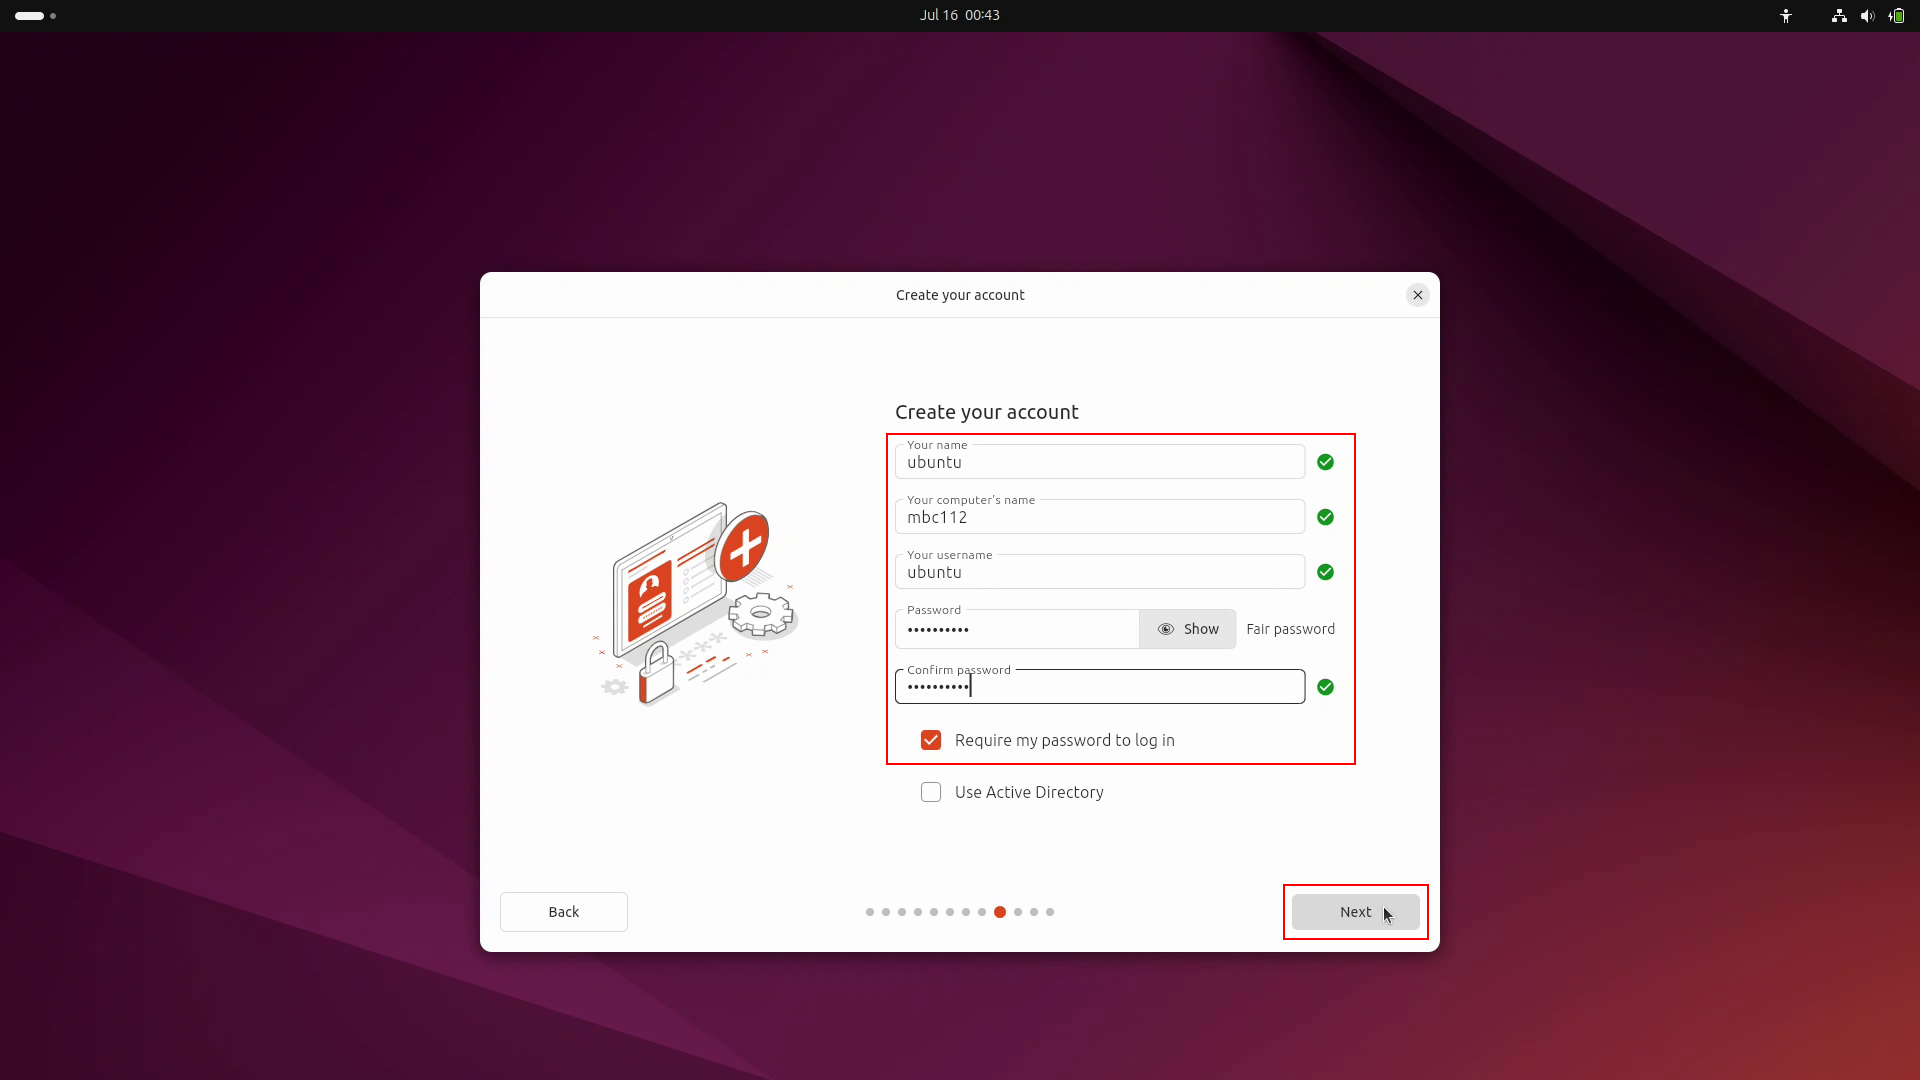 Jul 16 00:43
Create your account
Create your account
Your name
ubuntu
Your computer's name
mbc112
Your username
ubuntu
Password
•••••••••• Show Fair password
Confirm password
••••••••••
Require my password to log in
Use Active Directory
Back Next